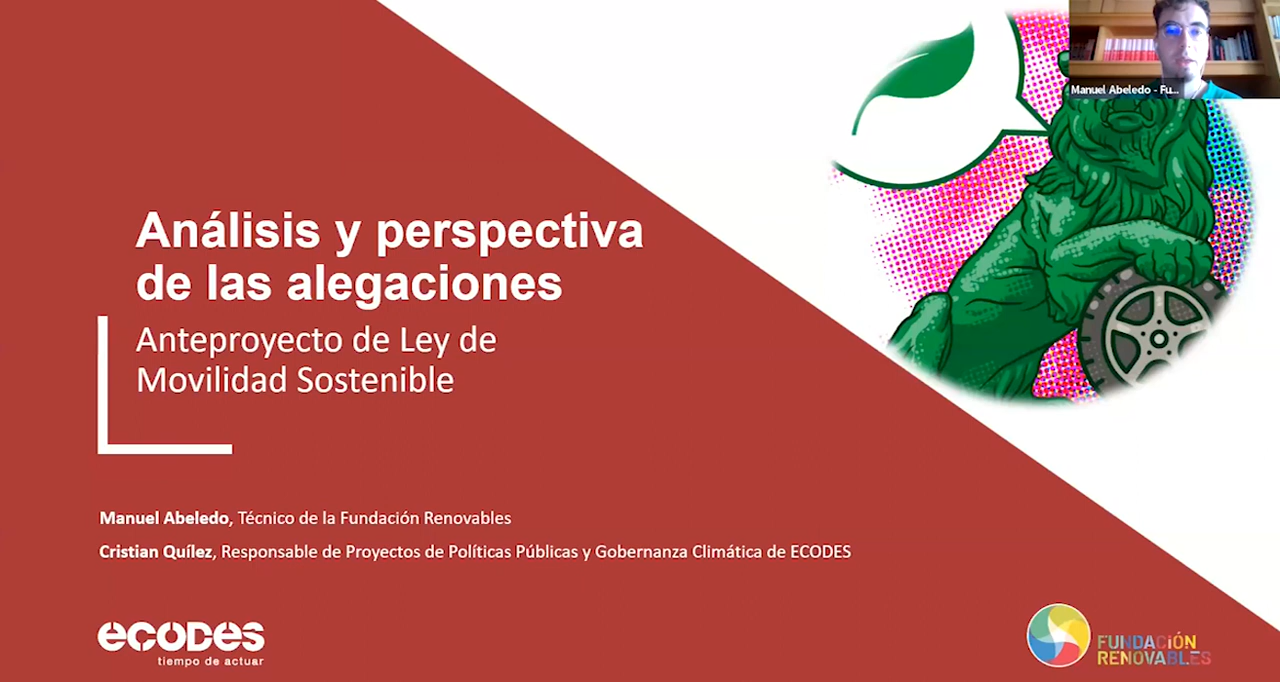 Manuel Abeledo - Fu...
Análisis y perspectiva
de las alegaciones
Anteproyecto de Ley de
Movilidad Sostenible
Manuel Abeledo, Técnico de la Fundación Renovables
Cristian Quílez, Responsable de Proyectos de Políticas Públicas y Gobernanza Climática de ECODES
ecodes
tiempo de actuar
FUNDACIÓN
RENOVABLES